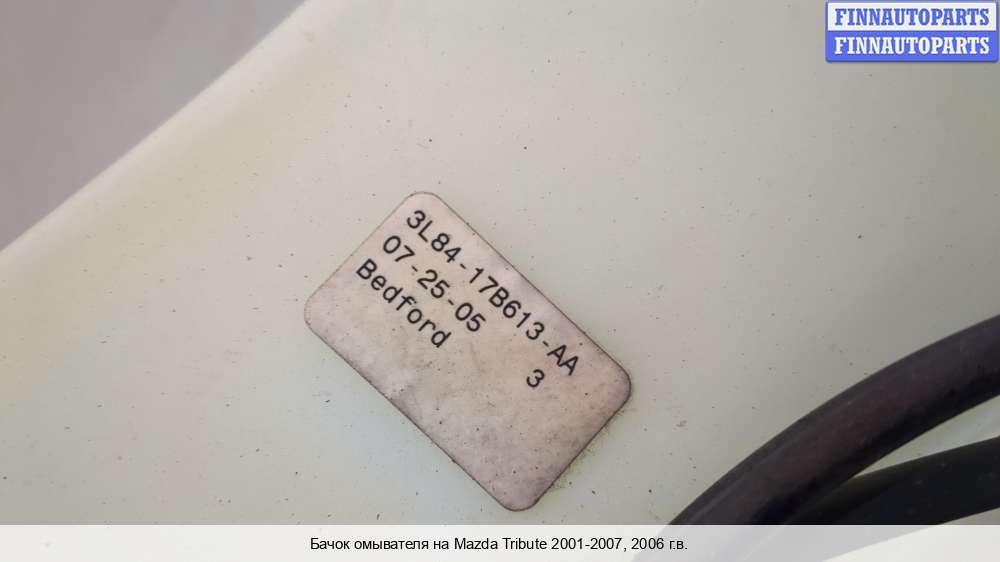 FINNAUTOPARTS
FINNAUTOPARTS
3L84-17B613-AA
07-25-05 3
Bedford
Бачок омывателя на Mazda Tribute 2001-2007, 2006 г.в.